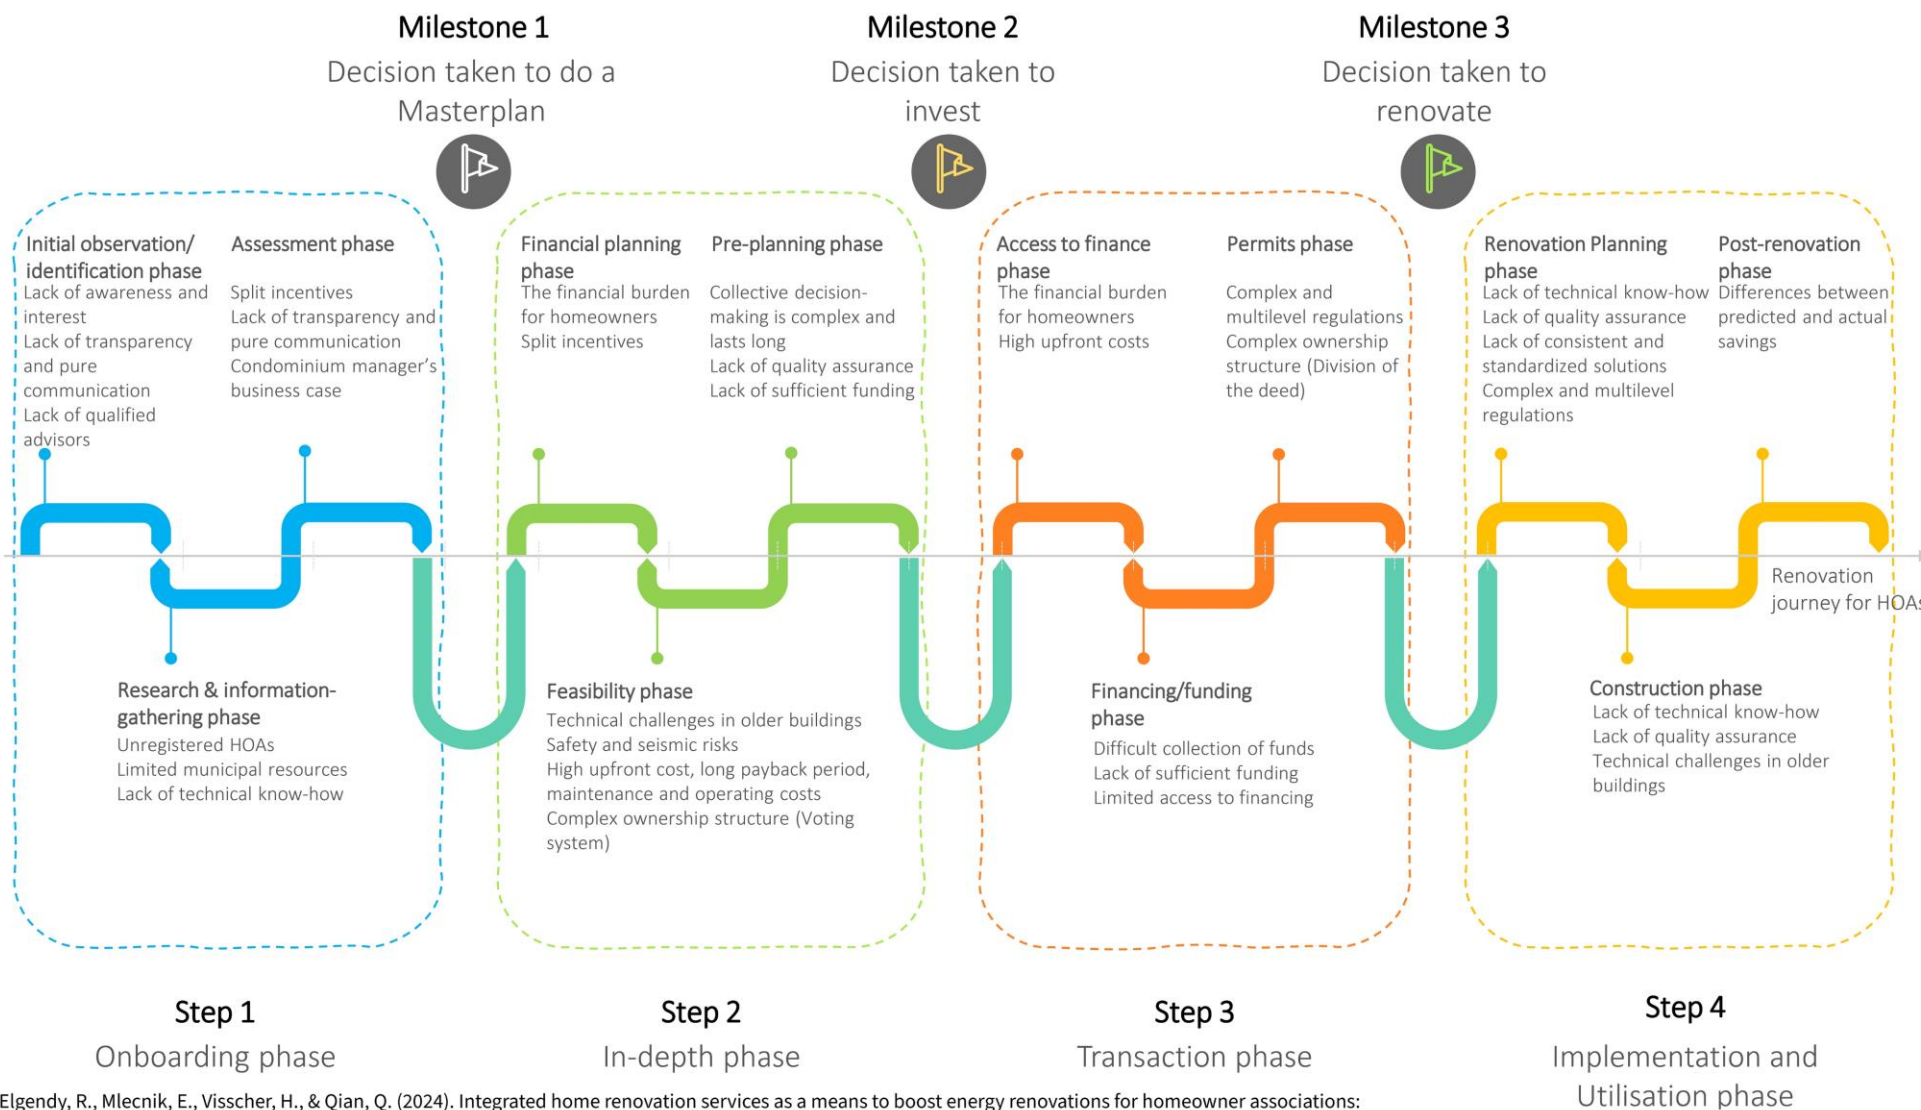 Milestone 1
Decision taken to do a
Masterplan
Milestone 2
Decision taken to
invest
Milestone 3
Decision taken to
renovate
Initial observation/
identification phase
Lack of awareness and
interest
Lack of transparency
and pure
communication
Lack of qualified
advisors
Assessment phase
Split incentives
Lack of transparency and
pure communication
Condominium manager's
business case
Financial planning
phase
The financial burden
for homeowners
Split incentives
Pre-planning phase
Collective decision-
making is complex and
lasts long
Lack of quality assurance
Lack of sufficient funding
Access to finance
phase
The financial burden
for homeowners
High upfront costs
Permits phase
Complex and
multilevel regulations
Complex ownership
structure (Division of
the deed)
Renovation Planning
phase
Lack of technical know-how
Lack of quality assurance
Lack of consistent and
standardized solutions
Complex and multilevel
regulations
Post-renovation
phase
Differences between
predicted and actual
savings
Renovation
journey for HOAs
Research & information-
gathering phase
Unregistered HOAs
Limited municipal resources
Lack of technical know-how
Feasibility phase
Technical challenges in older buildings
Safety and seismic risks
High upfront cost, long payback period,
maintenance and operating costs
Complex ownership structure (Voting
system)
Financing/funding
phase
Difficult collection of funds
Lack of sufficient funding
Limited access to financing
Construction phase
Lack of technical know-how
Lack of quality assurance
Technical challenges in older
buildings
Step 1
Onboarding phase
Step 2
In-depth phase
Step 3
Transaction phase
Step 4
Implementation and
Utilisation phase
Elgendy, R., Mlecnik, E., Visscher, H., & Qian, Q. (2024). Integrated home renovation services as a means to boost energy renovations for homeowner associations: